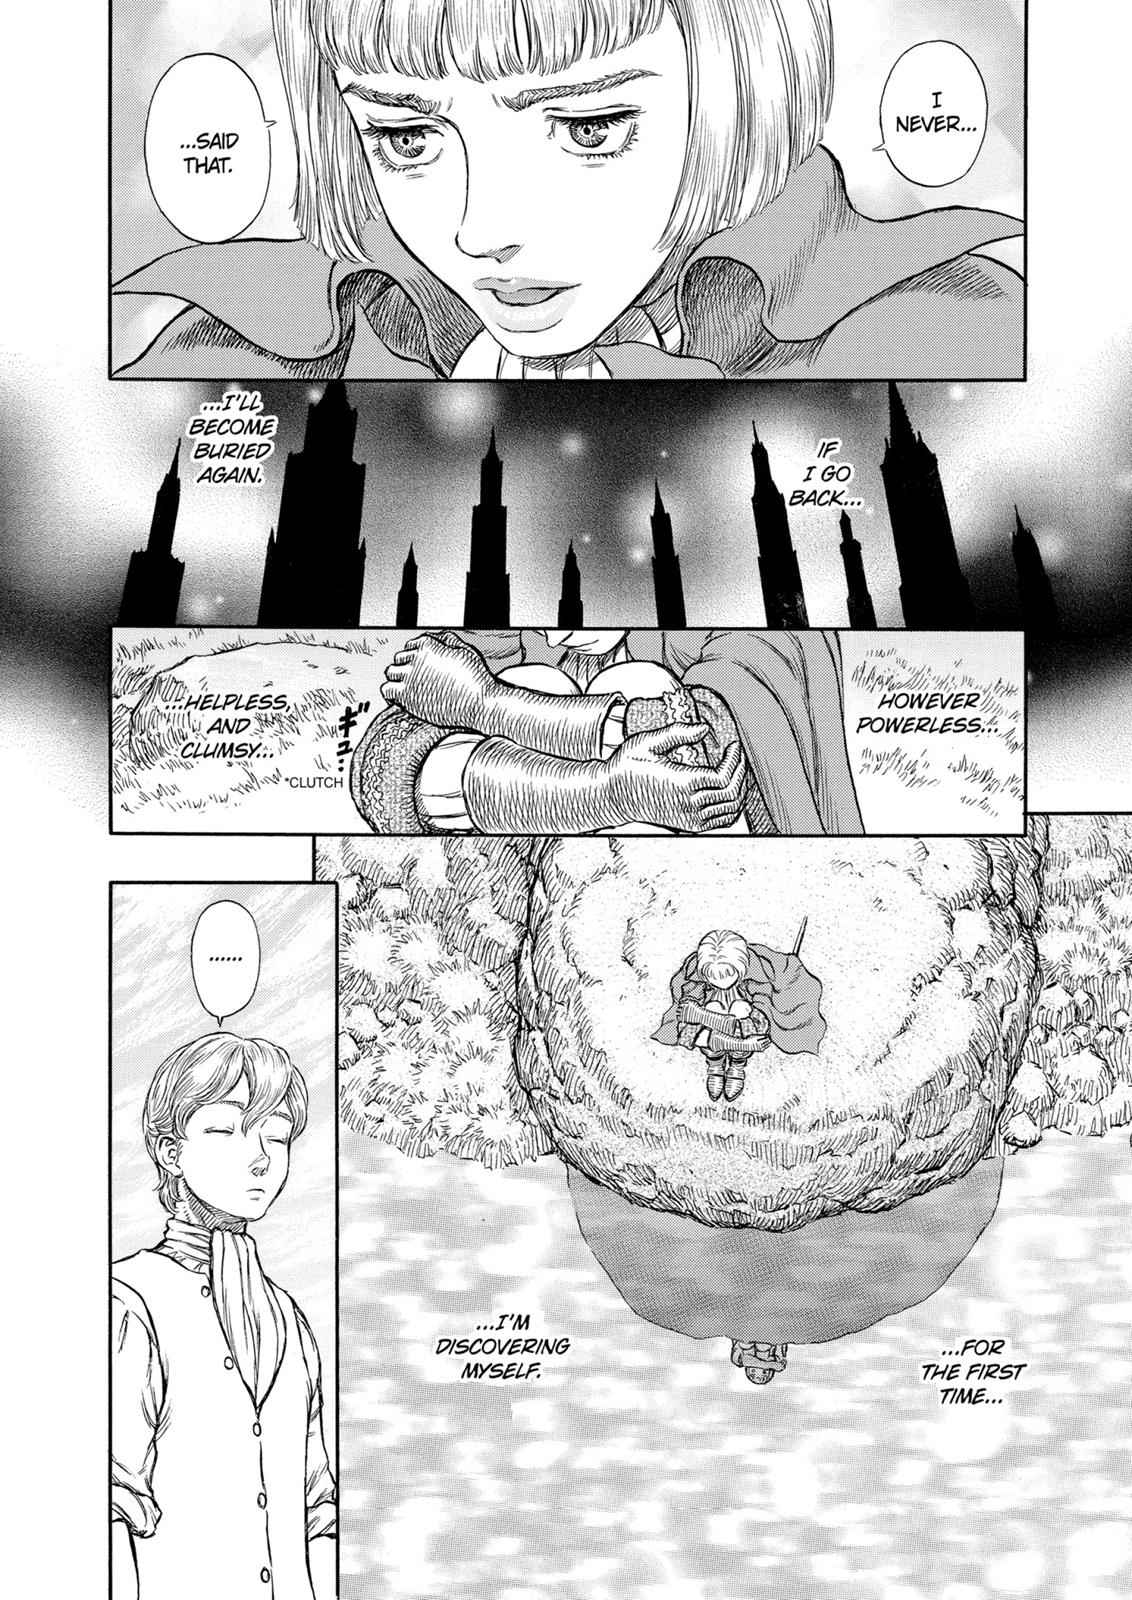 I
NEVER...
...SAID
THAT.
IF
I GO
BACK...
...I'LL
BECOME
BURIED
AGAIN.
HOWEVER
POWERLESS...
ギュ…
*CLUTCH
...HELPLESS,
AND
CLUMSY...
...FOR
THE FIRST
TIME...
...I'M
DISCOVERING
MYSELF.
......